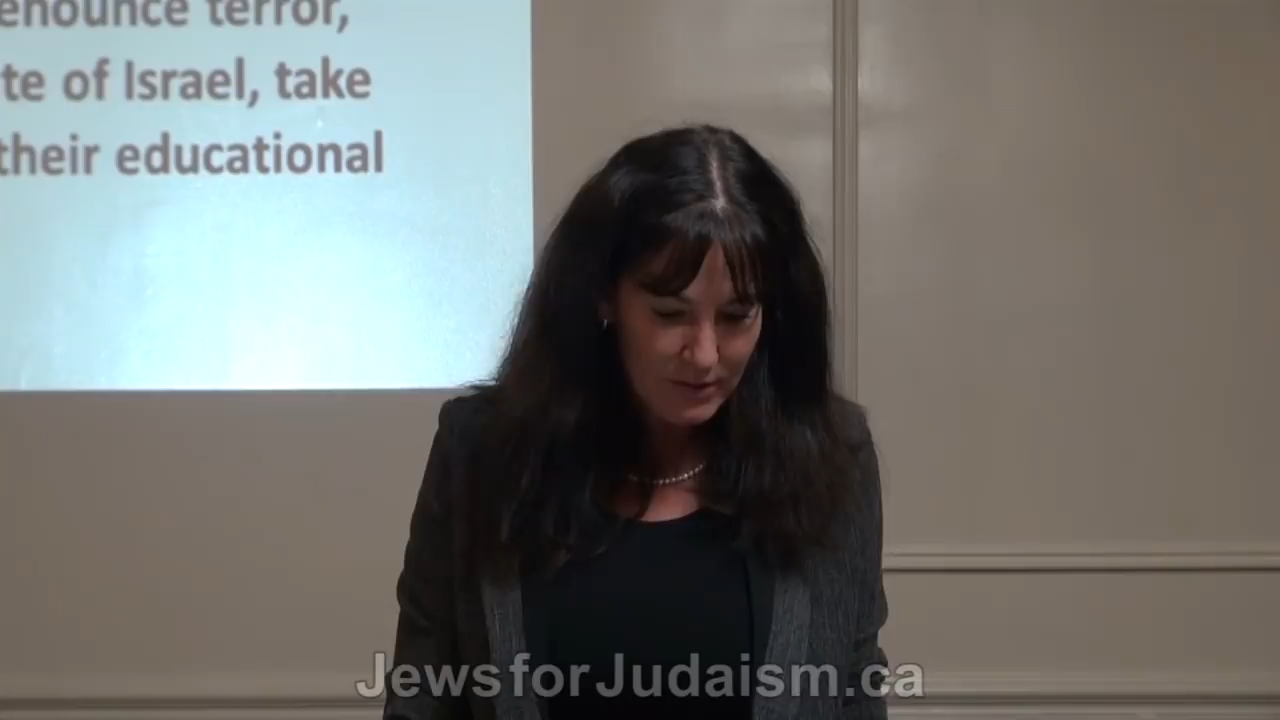 enounce terror,
te of Israel, take
their educational
JewsforJudaism.ca